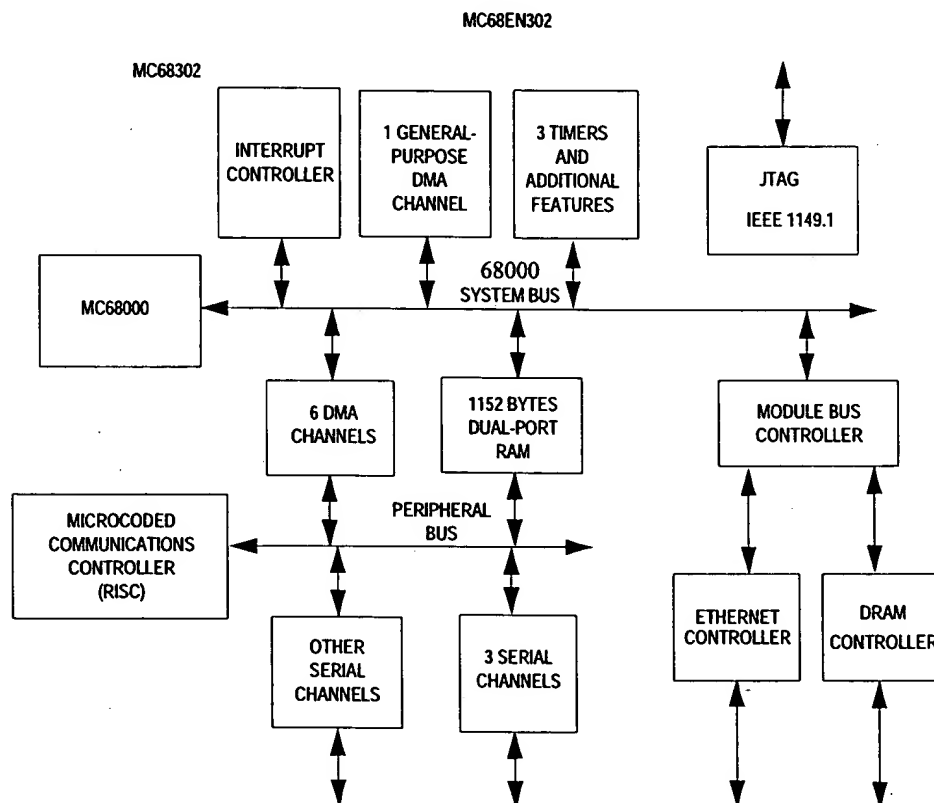 MC68EN302
MC68302
INTERRUPT
CONTROLLER
1 GENERAL-
PURPOSE
DMA
CHANNEL
3 TIMERS
AND
ADDITIONAL
FEATURES
JTAG
IEEE 1149.1
MC68000
68000
SYSTEM BUS
6 DMA
CHANNELS
1152 BYTES
DUAL-PORT
RAM
MODULE BUS
CONTROLLER
MICROCODED
COMMUNICATIONS
CONTROLLER
(RISC)
PERIPHERAL
BUS
OTHER
SERIAL
CHANNELS
3 SERIAL
CHANNELS
ETHERNET
CONTROLLER
DRAM
CONTROLLER